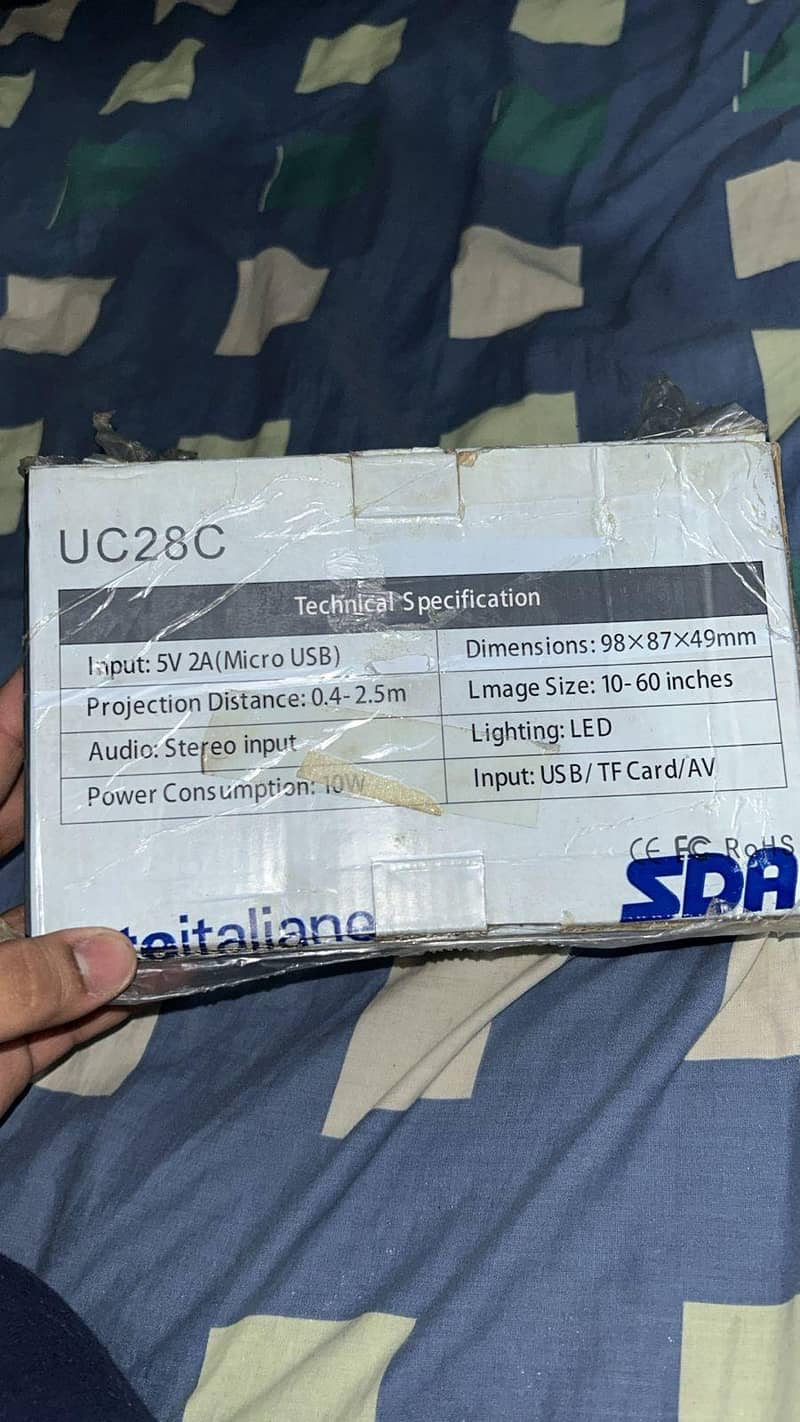 UC28C
Technical Specification
Input: 5V 2A(Micro USB)
Dimensions: 98×87×49mm
Projection Distance: 0.4-2.5m
Lmage Size: 10-60 inches
Audio: Stereo input
Lighting: LED
Power Consumption: 10W
Input: USB/TF Card/AV
CE FC RoHS
SDA
teitaliane